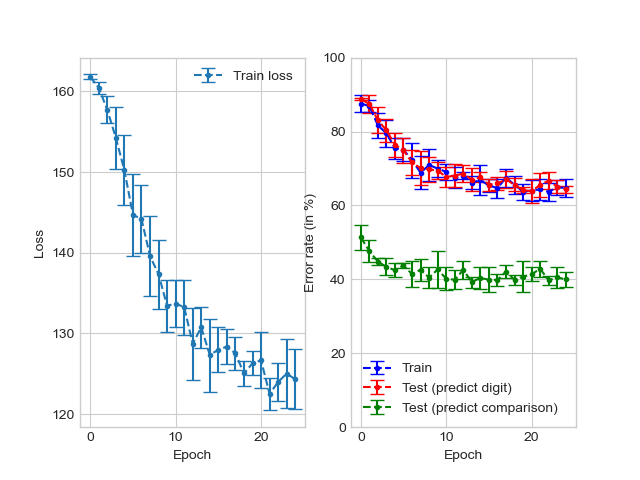 Train loss
Loss
160
150
140
130
120
0
10
20
Epoch
Error rate (in %)
100
80
60
40
20
0
Train
Test (predict digit)
Test (predict comparison)
0
10
20
Epoch